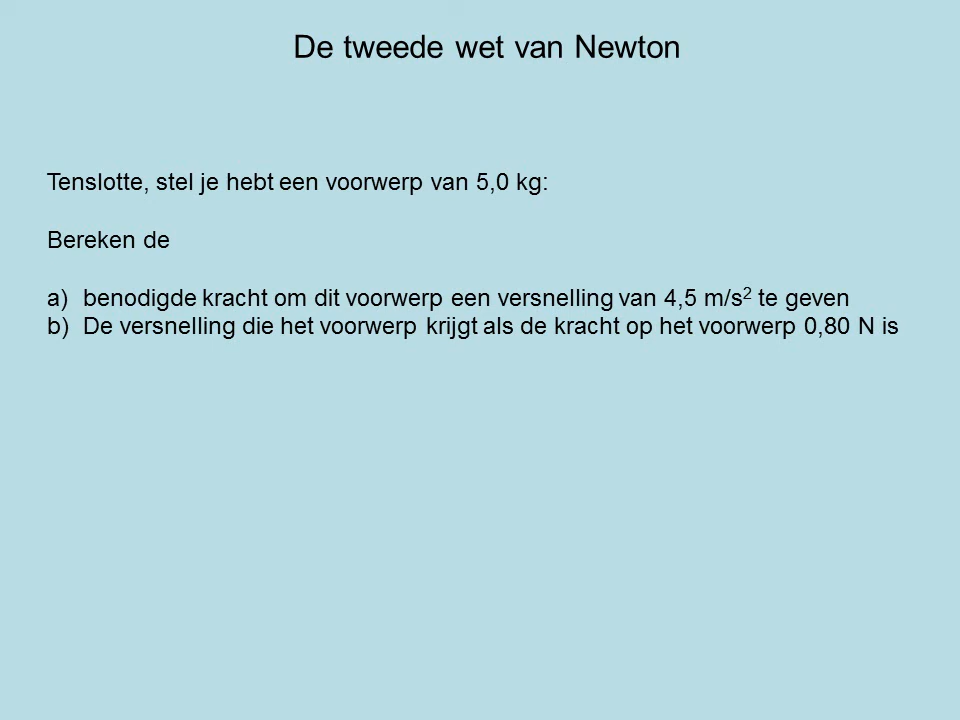 De tweede wet van Newton
Tenslotte, stel je hebt een voorwerp van 5,0 kg:
Bereken de
a) benodigde kracht om dit voorwerp een versnelling van 4,5 m/s² te geven
b) De versnelling die het voorwerp krijgt als de kracht op het voorwerp 0,80 N is